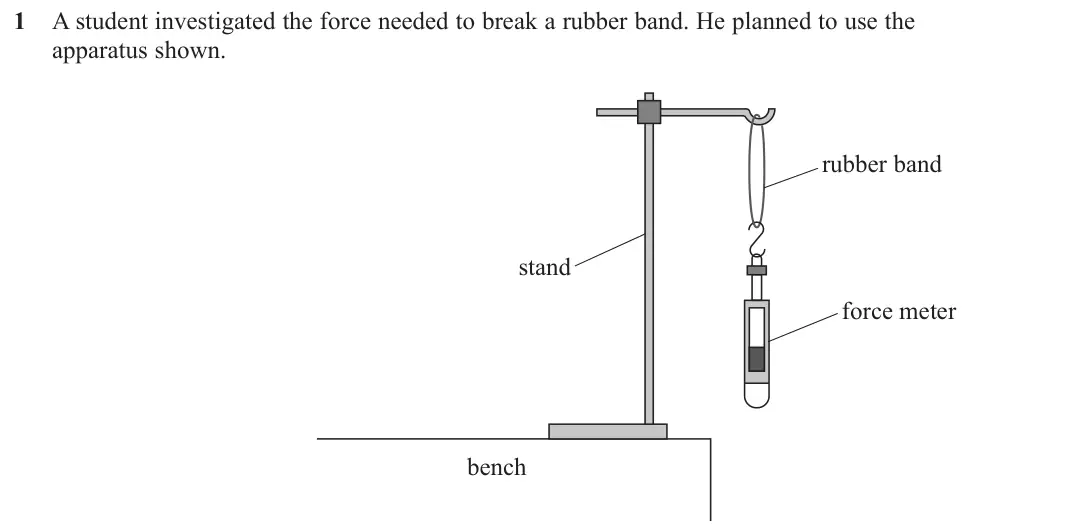 1 A student investigated the force needed to break a rubber band. He planned to use the
apparatus shown.
rubber band
stand
force meter
bench